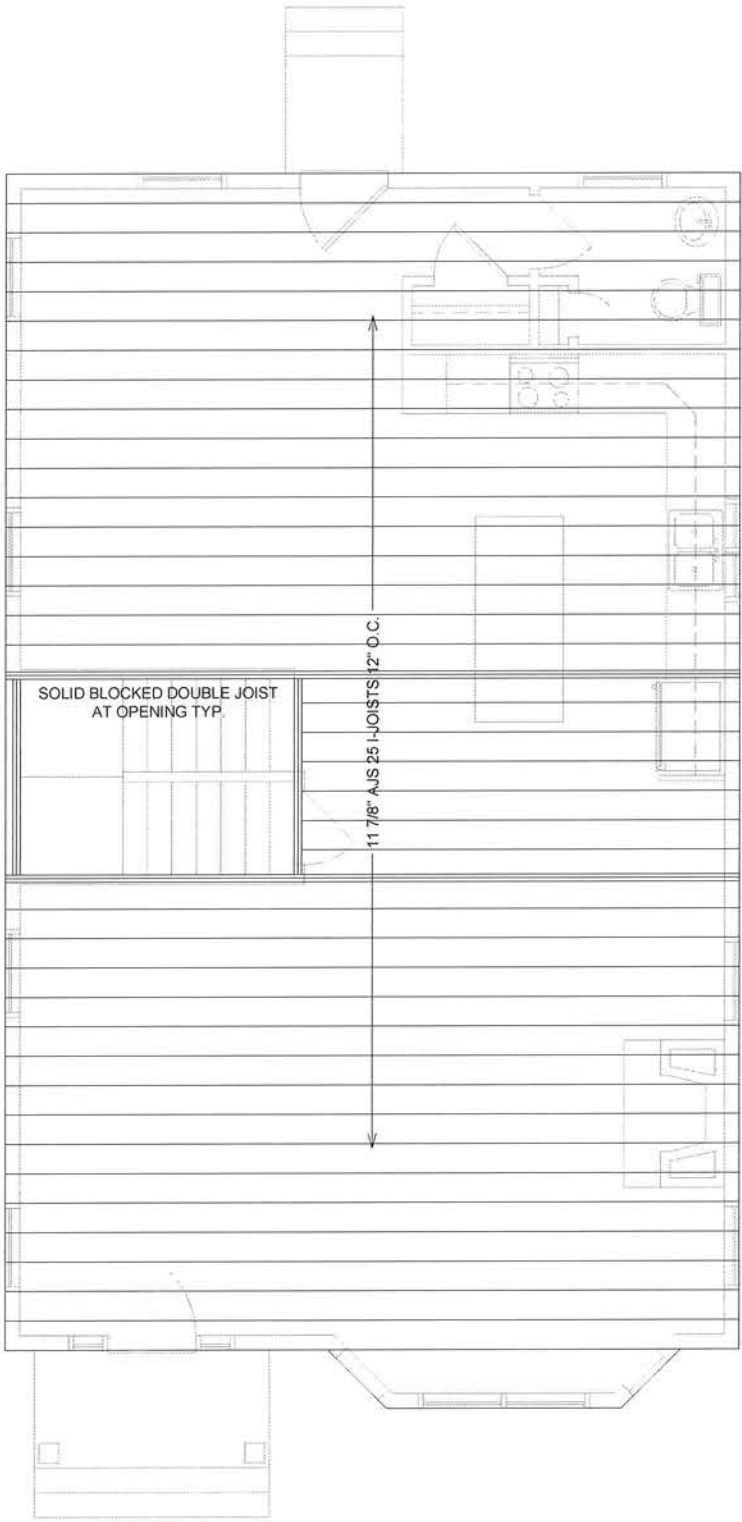 SOLID BLOCKED DOUBLE JOIST
AT OPENING TYP.
11 7/8" AJS 25 I-JOISTS 12" O.C.